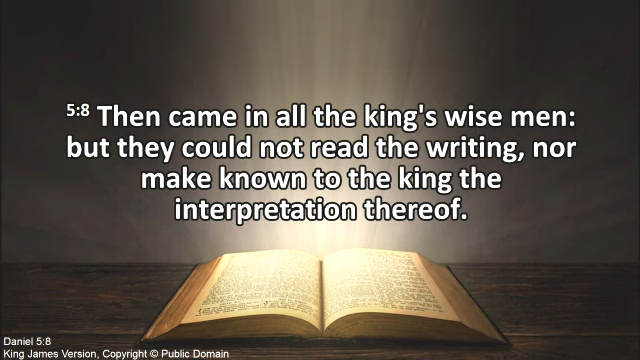 5:8 Then came in all the king's wise men:
but they could not read the writing, nor
make known to the king the
interpretation thereof.
Daniel 5:8
King James Version, Copyright © Public Domain